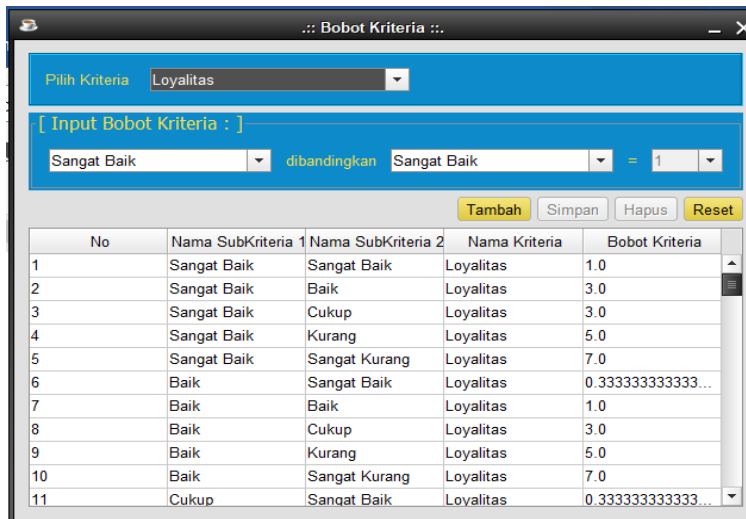 .:: Bobot Kriteria ::.
Pilih Kriteria Loyalitas
[ Input Bobot Kriteria : ]
Sangat Baik dibandingkan Sangat Baik = 1
Tambah Simpan Hapus Reset
No Nama SubKriteria 1 Nama SubKriteria 2 Nama Kriteria Bobot Kriteria
1 Sangat Baik Sangat Baik Loyalitas 1.0
2 Sangat Baik Baik Loyalitas 3.0
3 Sangat Baik Cukup Loyalitas 3.0
4 Sangat Baik Kurang Loyalitas 5.0
5 Sangat Baik Sangat Kurang Loyalitas 7.0
6 Baik Sangat Baik Loyalitas 0.333333333333...
7 Baik Baik Loyalitas 1.0
8 Baik Cukup Loyalitas 3.0
9 Baik Kurang Loyalitas 5.0
10 Baik Sangat Kurang Loyalitas 7.0
11 Cukup Sangat Baik Loyalitas 0.333333333333...